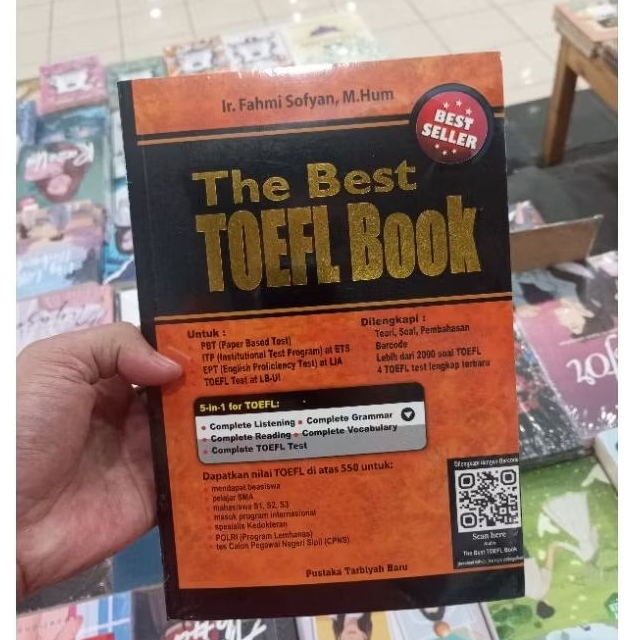 Ir. Fahmi Sofyan, M.Hum
BEST
SELLER
The Best
TOEFL Book
Untuk :
PBT (Paper Based Test)
ITP (Institutional Test Program) at ETS
EPT (English Proficiency Test) at LIA
TOEFL Test at LB-UI
Dilengkapi :
Teori, Soal, Pembahasan
Barcode
Lebih dari 2000 soal TOEFL
4 TOEFL test lengkap terbaru
5-in-1 for TOEFL:
• Complete Listening • Complete Grammar
• Complete Reading • Complete Vocabulary
• Complete TOEFL Test
Dapatkan nilai TOEFL di atas 550 untuk:
mendapat beasiswa
pelajar SMA
mahasiswa S1, S2, S3
masuk program internasional
spesialis Kedokteran
POLRI (Program Lemhanas)
tes Calon Pegawai Negeri Sipil (CPNS)
Pustaka Tarbiyah Baru
Dilengkapi dengan Barcode
Scan here
The Best TOEFL Book